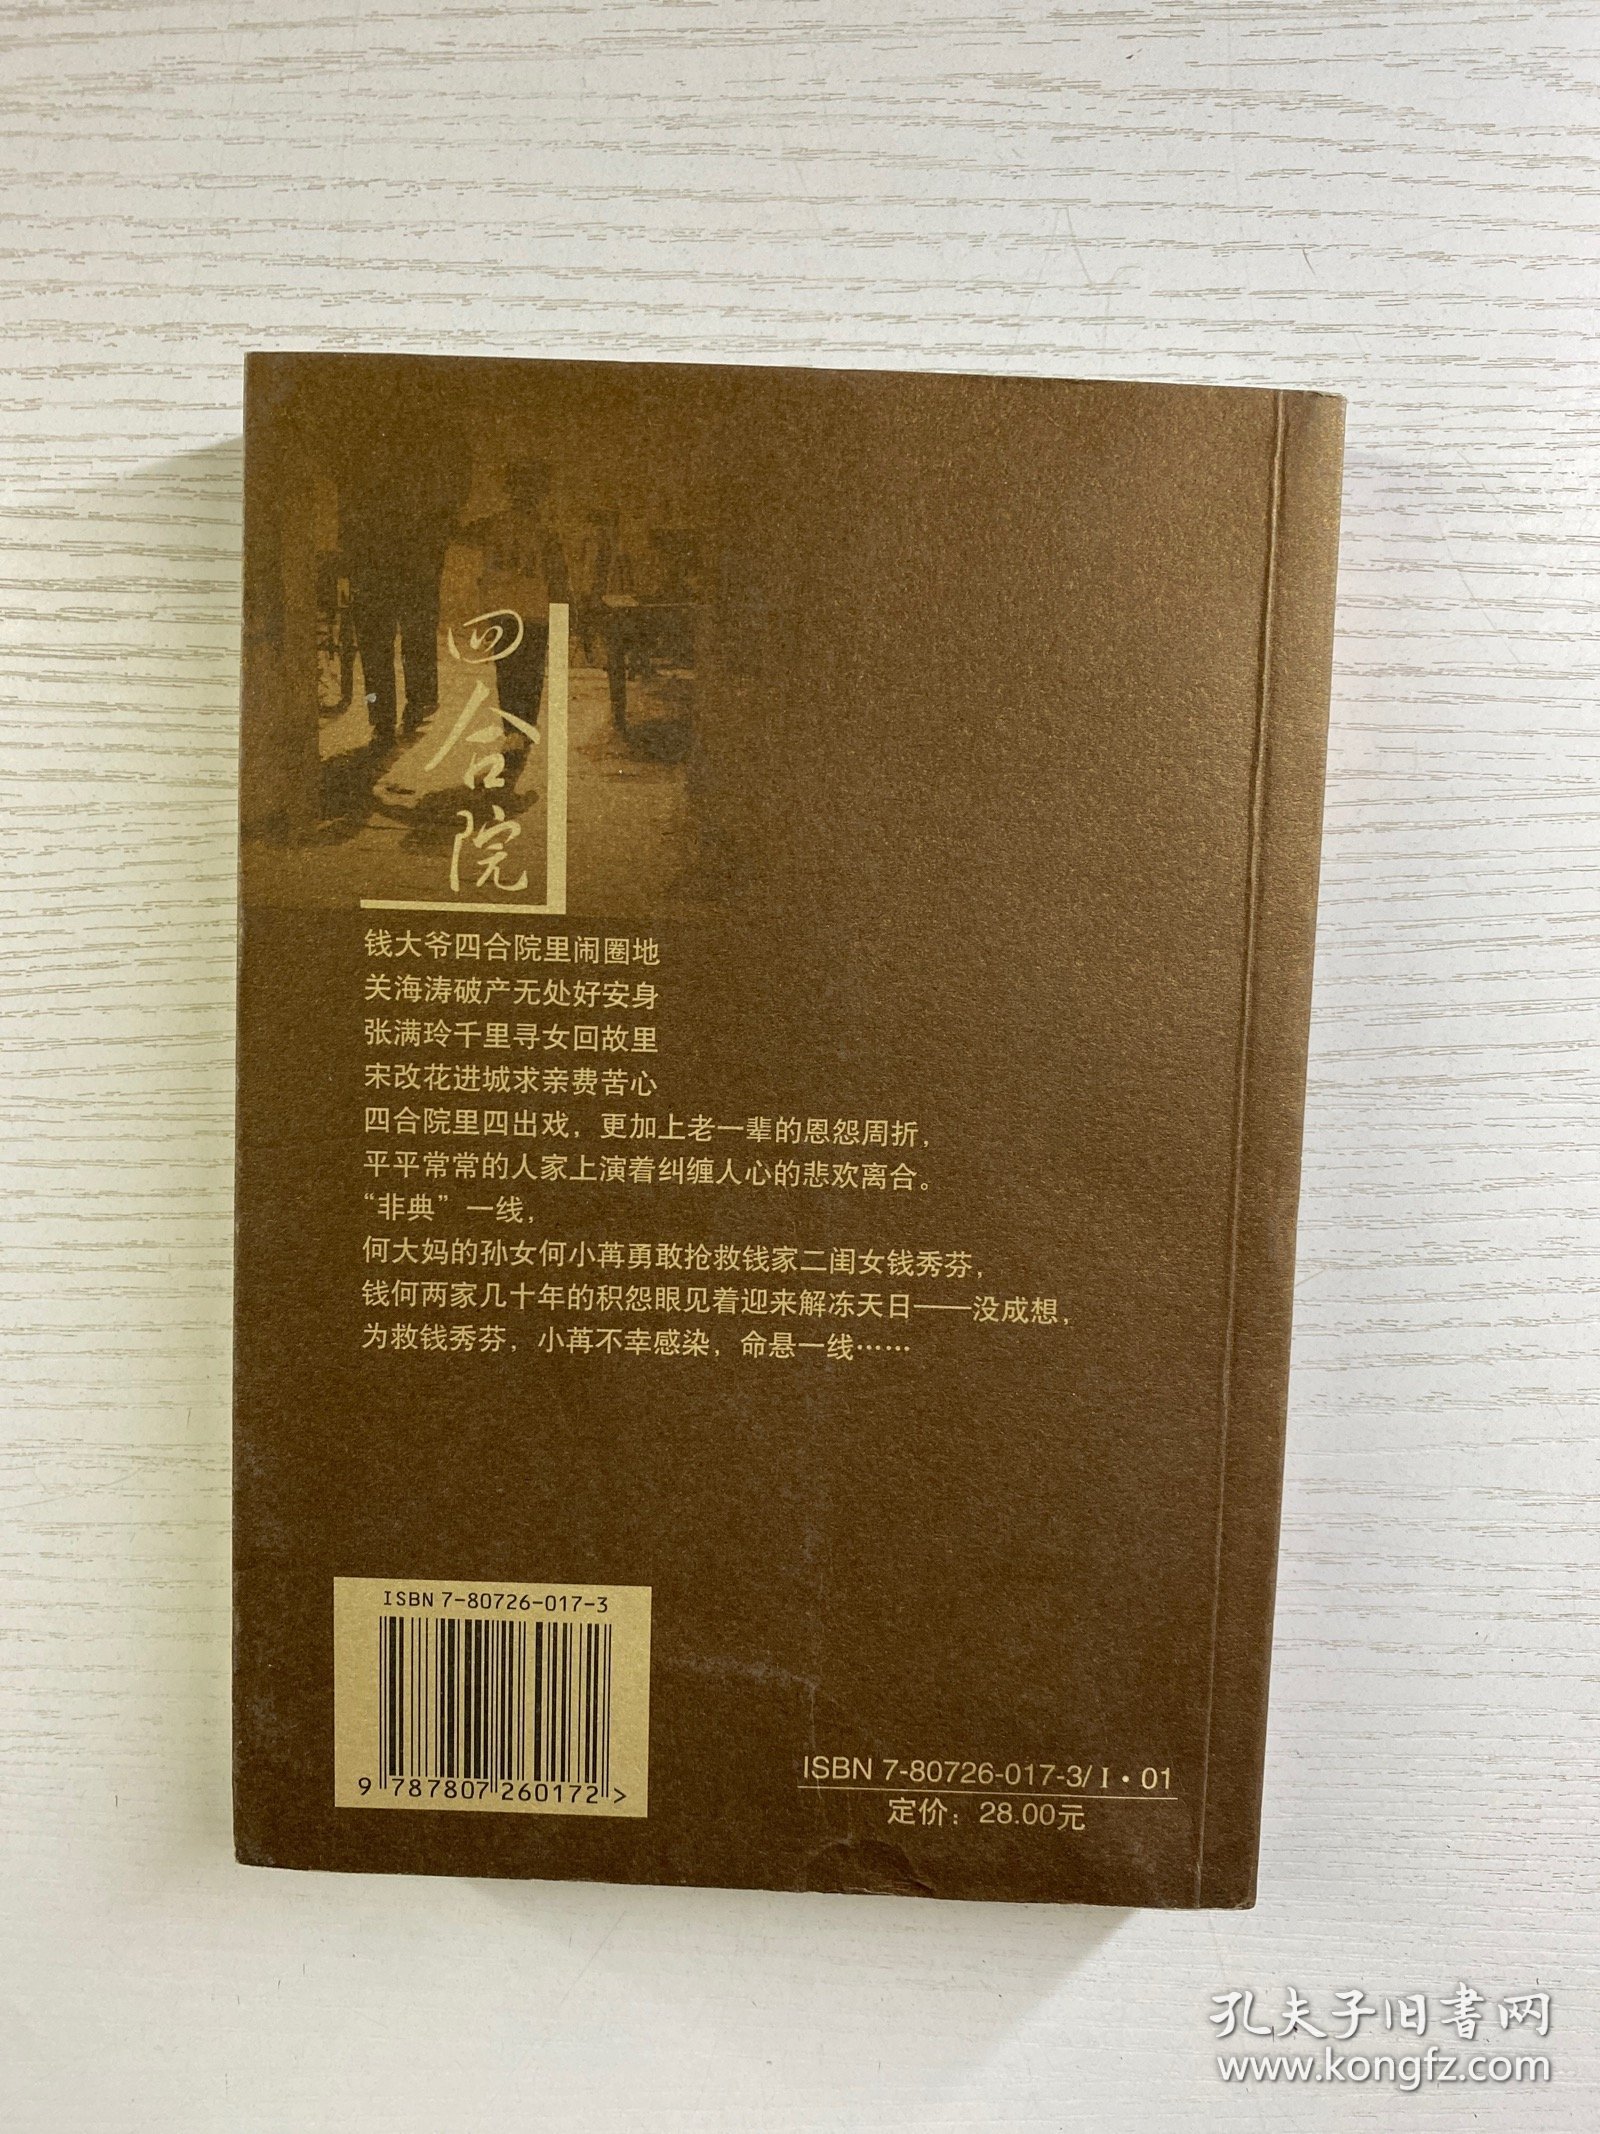 四合院
钱大爷四合院里闹圈地
关海涛破产无处好安身
张满玲千里寻女回故里
宋改花进城求亲费苦心
四合院里四出戏，更加上老一辈的恩怨周折，
平平常常的人家上演着纠缠人心的悲欢离合。
“非典”一线，
何大妈的孙女何小苒勇敢抢救钱家二闺女钱秀芬，
钱何两家几十年的积怨眼见着迎来解冻天日——没成想，
为救钱秀芬，小苒不幸感染，命悬一线……
ISBN 7-80726-017-3
9 787807 260172 >
ISBN 7-80726-017-3/Ⅰ·01
定价：28.00元
孔夫子旧书网
www.kongfz.com